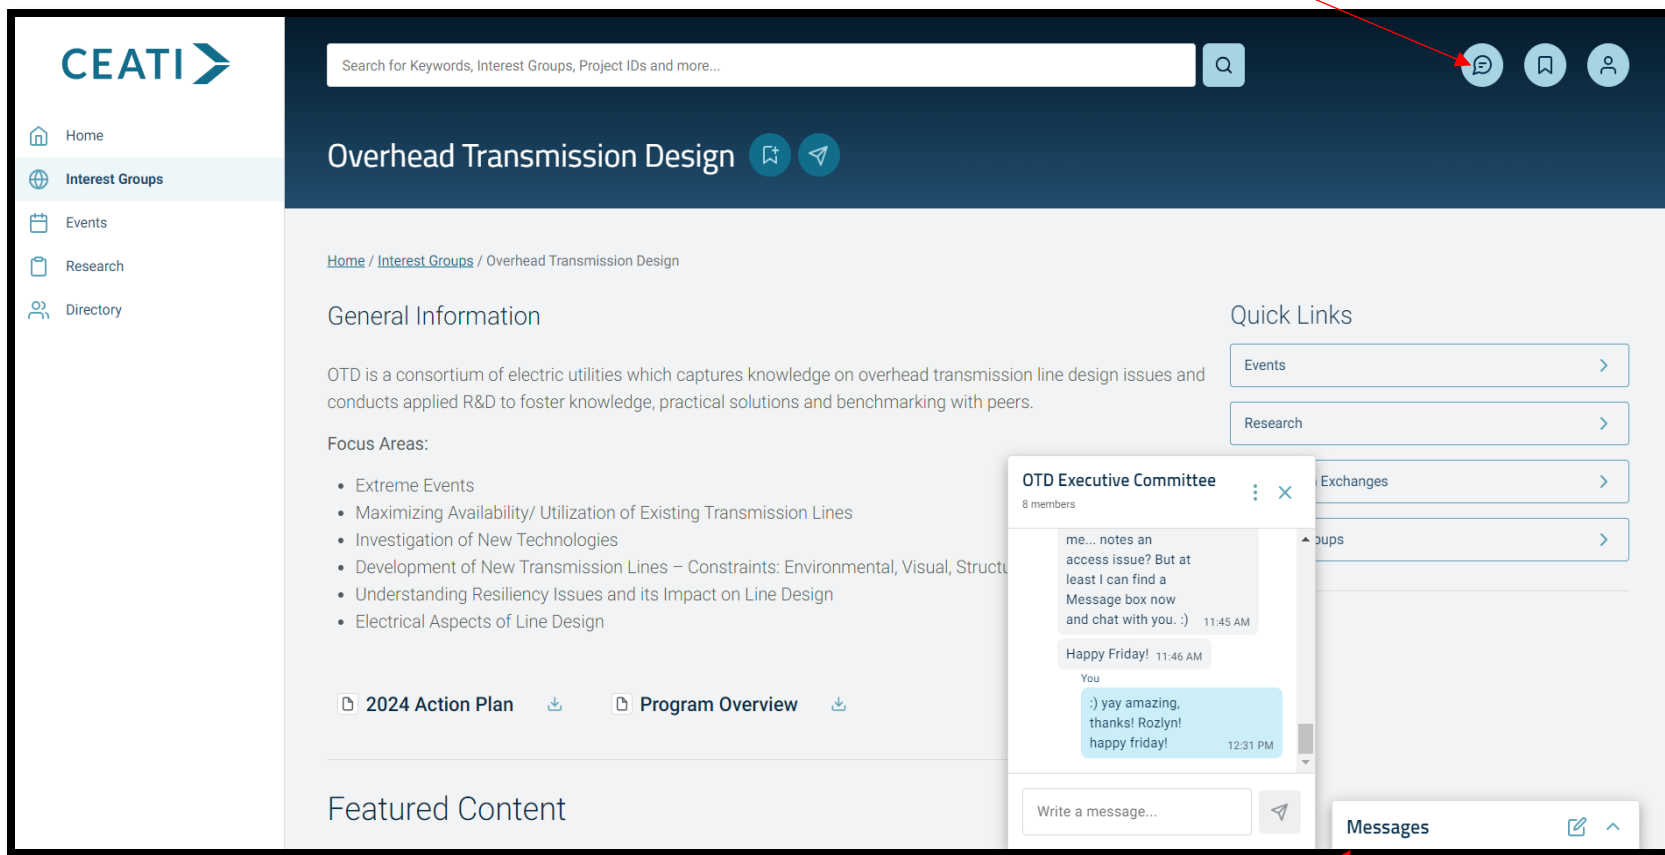 CEATI
Search for Keywords, Interest Groups, Project IDs and more...
Home
Interest Groups
Events
Research
Directory
Overhead Transmission Design
Home / Interest Groups / Overhead Transmission Design
General Information
OTD is a consortium of electric utilities which captures knowledge on overhead transmission line design issues and
conducts applied R&D to foster knowledge, practical solutions and benchmarking with peers.
Focus Areas:
• Extreme Events
• Maximizing Availability/ Utilization of Existing Transmission Lines
• Investigation of New Technologies
• Development of New Transmission Lines – Constraints: Environmental, Visual,
• Understanding Resiliency Issues and its Impact on Line Design
• Electrical Aspects of Line Design
2024 Action Plan
Program Overview
Featured Content
Quick Links
Events
Research
Exchanges
OTD Executive Committee
8 members
me... notes an
access issue? But at
least I can find a
Message box now
and chat with you. :) 11:45 AM
Happy Friday! 11:46 AM
You
:) yay amazing,
thanks! Rozlyn!
happy friday! 12:31 PM
Write a message...
Messages